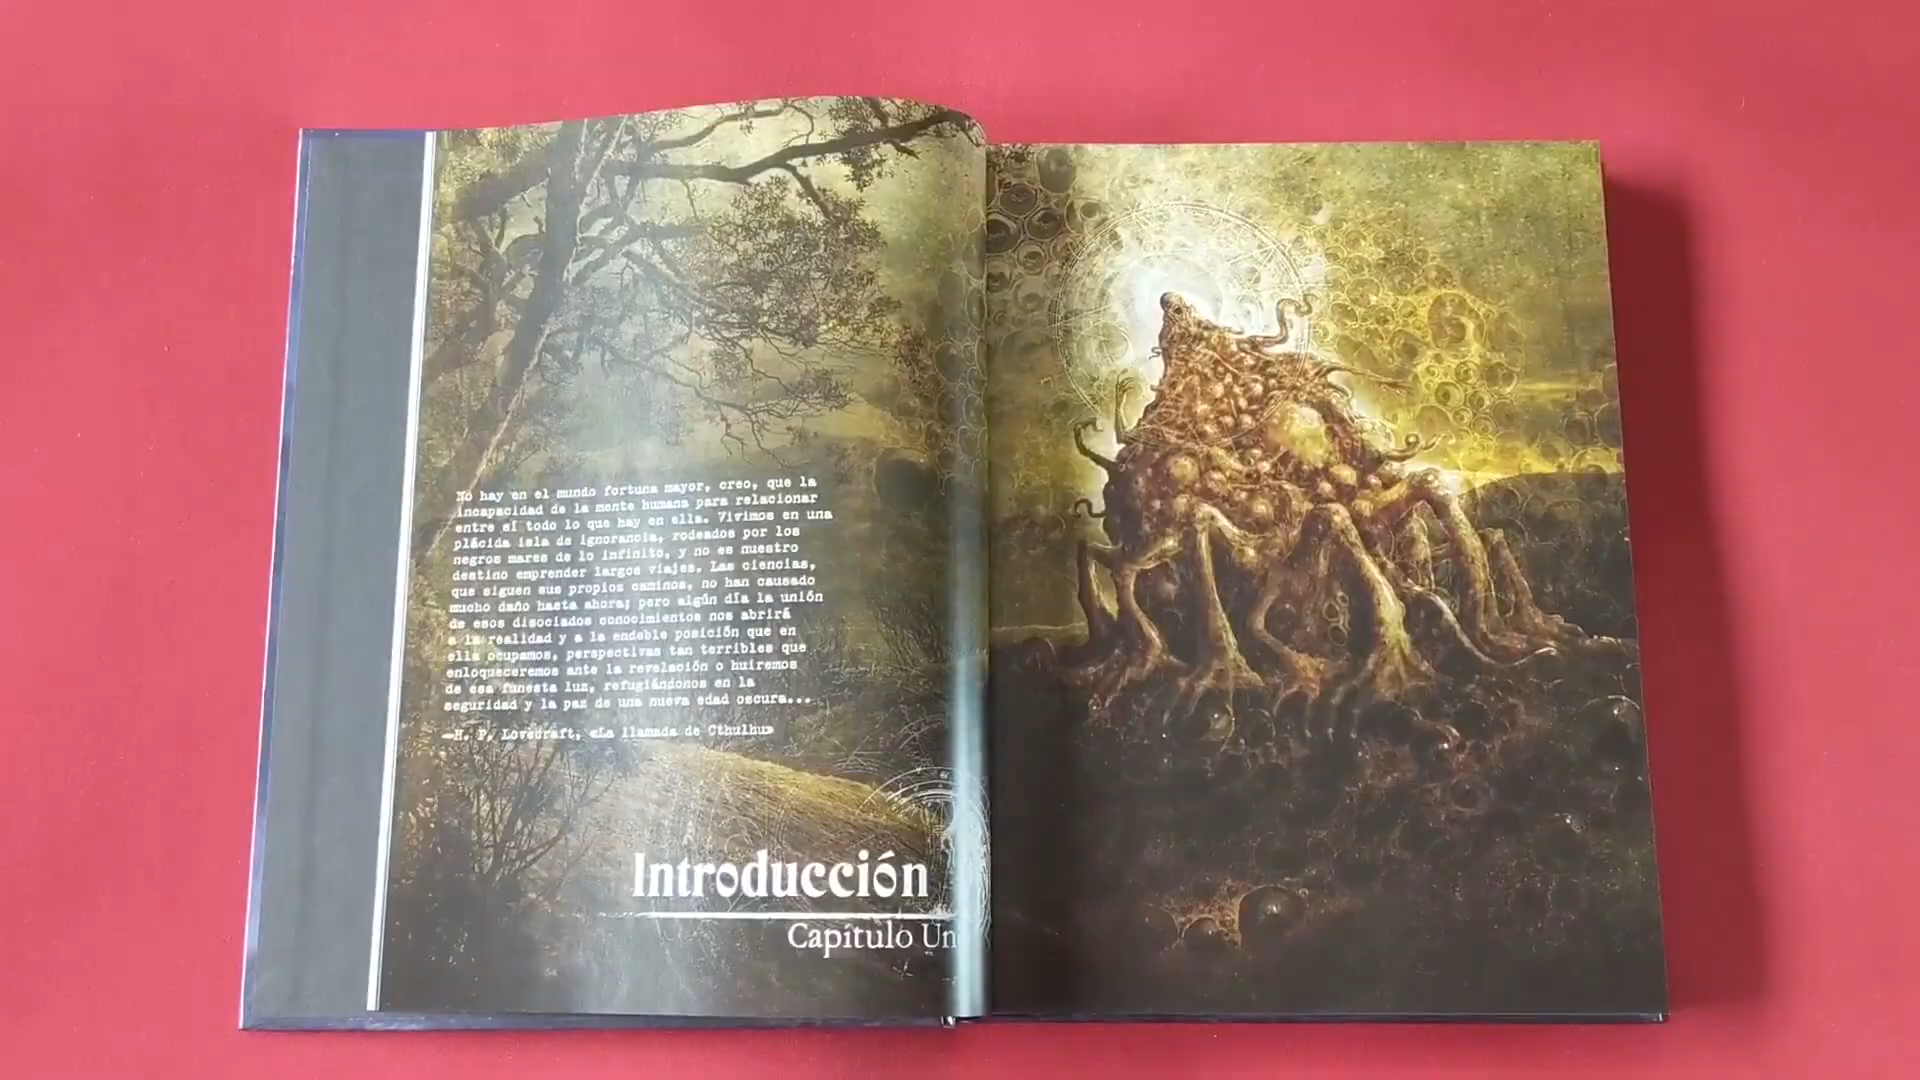 No hay en el mundo fortuna mayor, creo, que la
incapacidad de la mente humana para relacionar
entre sí todo lo que hay en ella. Vivimos en una
plácida isla de ignorancia, rodeados por los
negros mares de lo infinito, y no es nuestro
destino emprender largos viajes. Las ciencias,
que siguen sus propios caminos, no han causado
mucho daño hasta ahora; pero algún día la unión
de esos disociados conocimientos nos abrirá
a la realidad y a la endeble posición que en
ella ocupamos, perspectivas tan terribles que
enloqueceremos ante la revelación o huiremos
de esa funesta luz, refugiándonos en la
seguridad y la paz de una nueva edad oscura...
—H. P. Lovecraft, «La llamada de Cthulhu»
Introducción
Capítulo Un